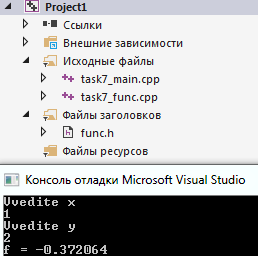 Project1
Ссылки
Внешние зависимости
Исходные файлы
task7_main.cpp
task7_func.cpp
Файлы заголовков
func.h
Файлы ресурсов
Консоль отладки Microsoft Visual Studio
Vvedite x
1
Vvedite y
2
f = -0.372064